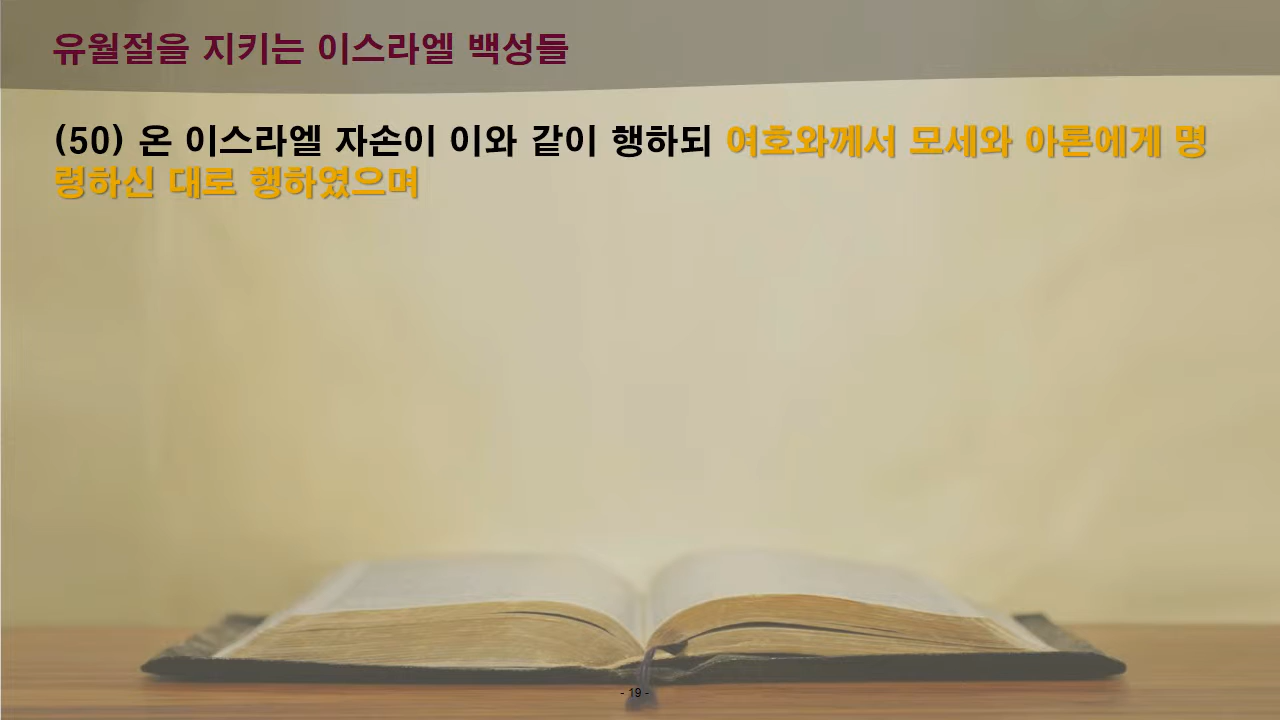 유월절을 지키는 이스라엘 백성들
(50) 온 이스라엘 자손이 이와 같이 행하되 여호와께서 모세와 아론에게 명
령하신 대로 행하였으며
- 19 -